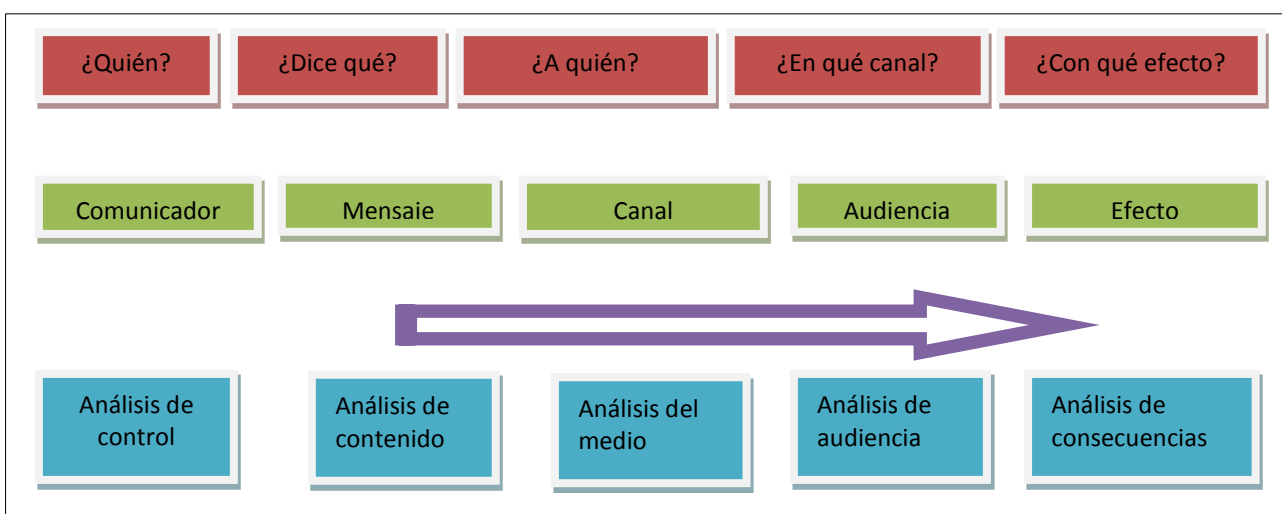 ¿Quién?
¿Dice qué?
¿A quién?
¿En qué canal?
¿Con qué efecto?
Comunicador
Mensaie
Canal
Audiencia
Efecto
Análisis de
control
Análisis de
contenido
Análisis del
medio
Análisis de
audiencia
Análisis de
consecuencias